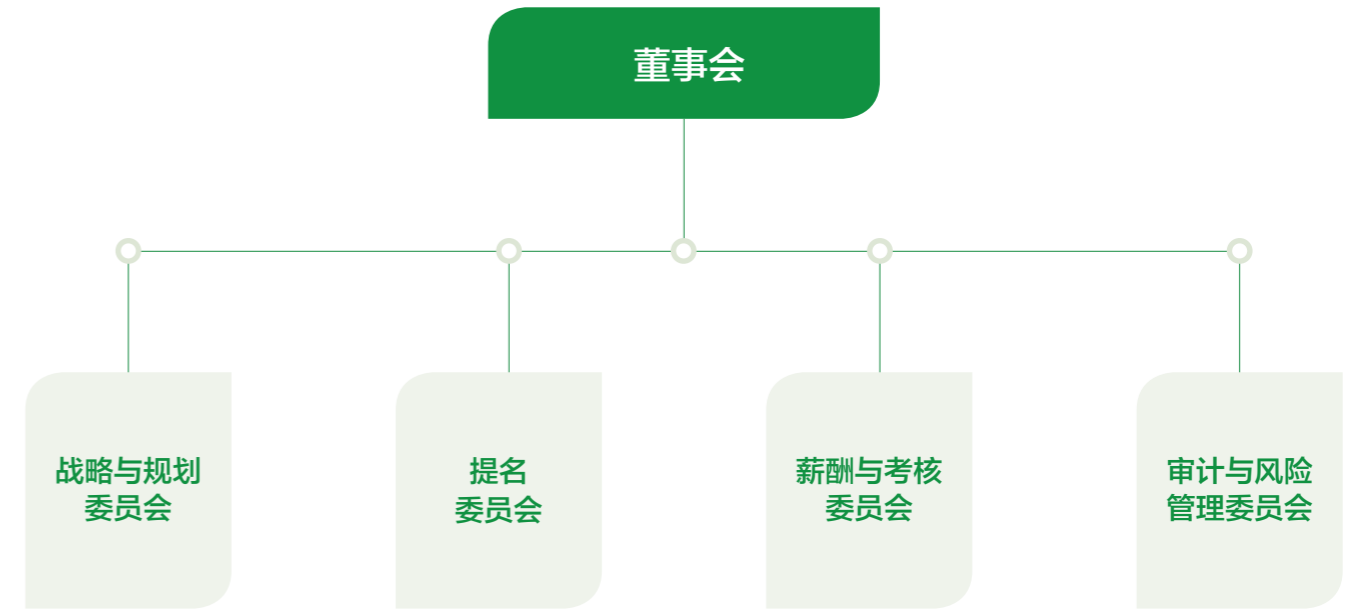 董事会
战略与规划
委员会
提名
委员会
薪酬与考核
委员会
审计与风险
管理委员会